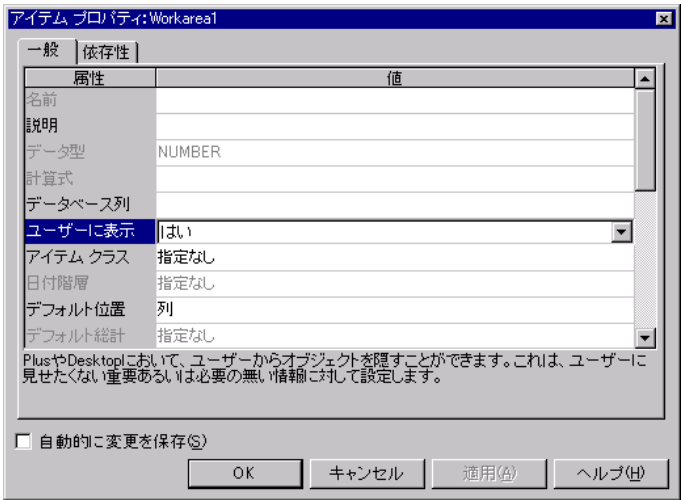 アイテム プロパティ:Workarea1
一般 依存性
属性 値
名前
説明
データ型 NUMBER
計算式
データベース列
ユーザーに表示 はい
アイテム クラス 指定なし
日付階層 指定なし
デフォルト位置 列
デフォルト総計 指定なし
PlusやDesktopにおいて、ユーザーからオブジェクトを隠すことができます。これは、ユーザーに
見せたくない重要あるいは必要の無い情報に対して設定します。
自動的に変更を保存(S)
OK キャンセル 適用(A) ヘルプ(H)